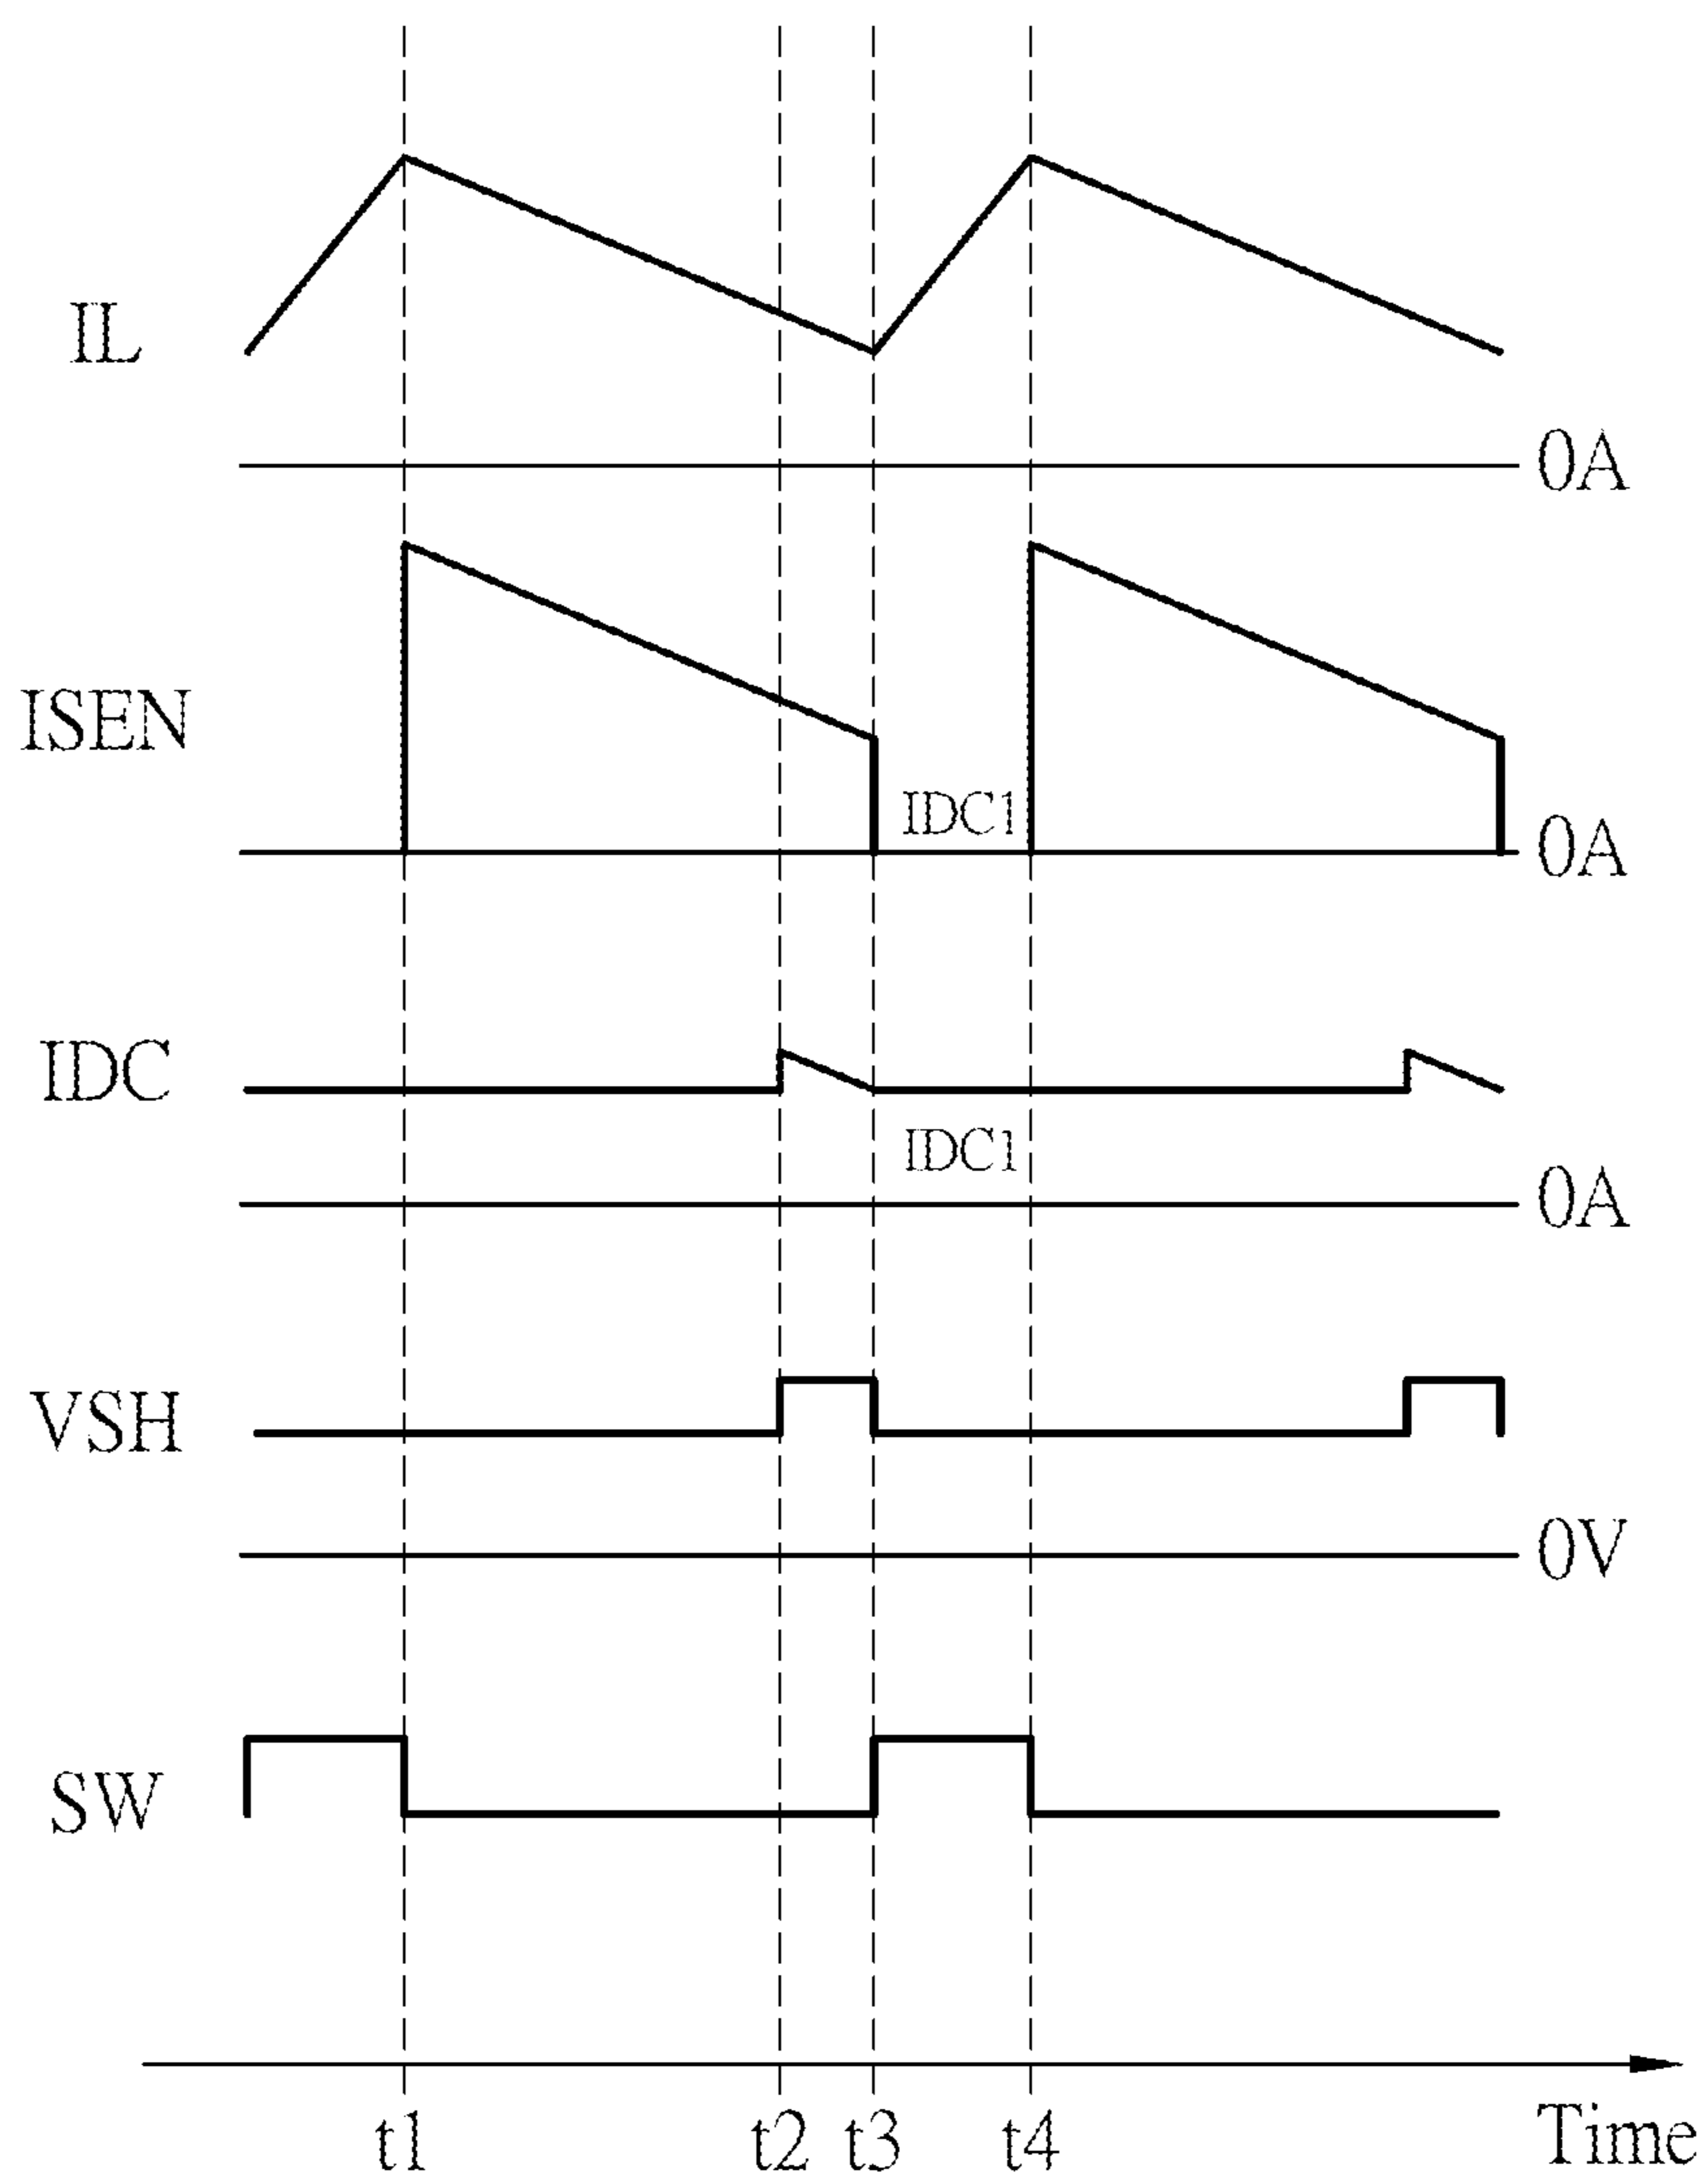 IL
0A
ISEN
IDC1
0A
IDC
IDC1
0A
VSH
0V
SW
t1 t2 t3 t4 Time